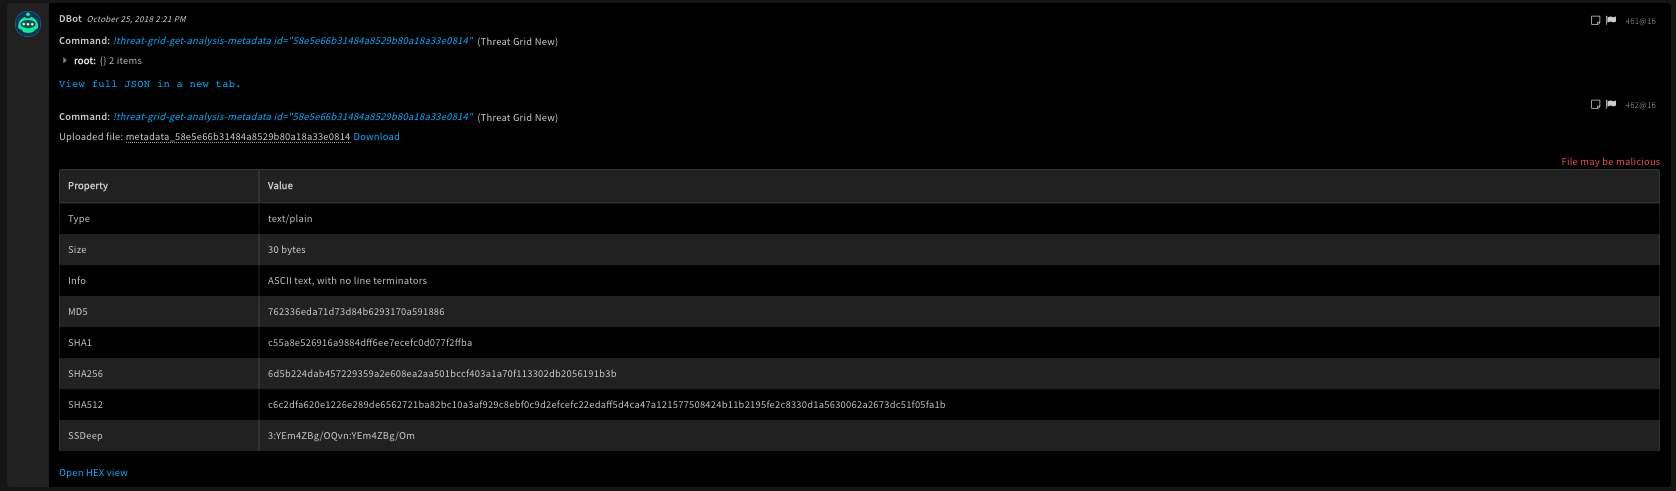 DBot October 25, 2018 2:21 PM
461@16
Command: !threat-grid-get-analysis-metadata id="58e5e66b31484a8529b80a18a33e0814" (Threat Grid New)
root: {} 2 items
View full JSON in a new tab.
462@16
Command: !threat-grid-get-analysis-metadata id="58e5e66b31484a8529b80a18a33e0814" (Threat Grid New)
Uploaded file: metadata_58e5e66b31484a8529b80a18a33e0814 Download
File may be malicious
Property Value
Type text/plain
Size 30 bytes
Info ASCII text, with no line terminators
MD5 762336eda71d73d84b6293170a591886
SHA1 c55a8e526916a9884dff6ee7ecefc0d077f2ffba
SHA256 6d5b224dab457229359a2e608ea2aa501bccf403a1a70f113302db2056191b3b
SHA512 c6c2dfa620e1226e289de6562721ba82bc10a3af929c8ebf0c9d2efcefc22edaff5d4ca47a121577508424b11b2195fe2c8330d1a5630062a2673dc51f05fa1b
SSDeep 3:YEm4ZBg/OQvn:YEm4ZBg/Om
Open HEX view